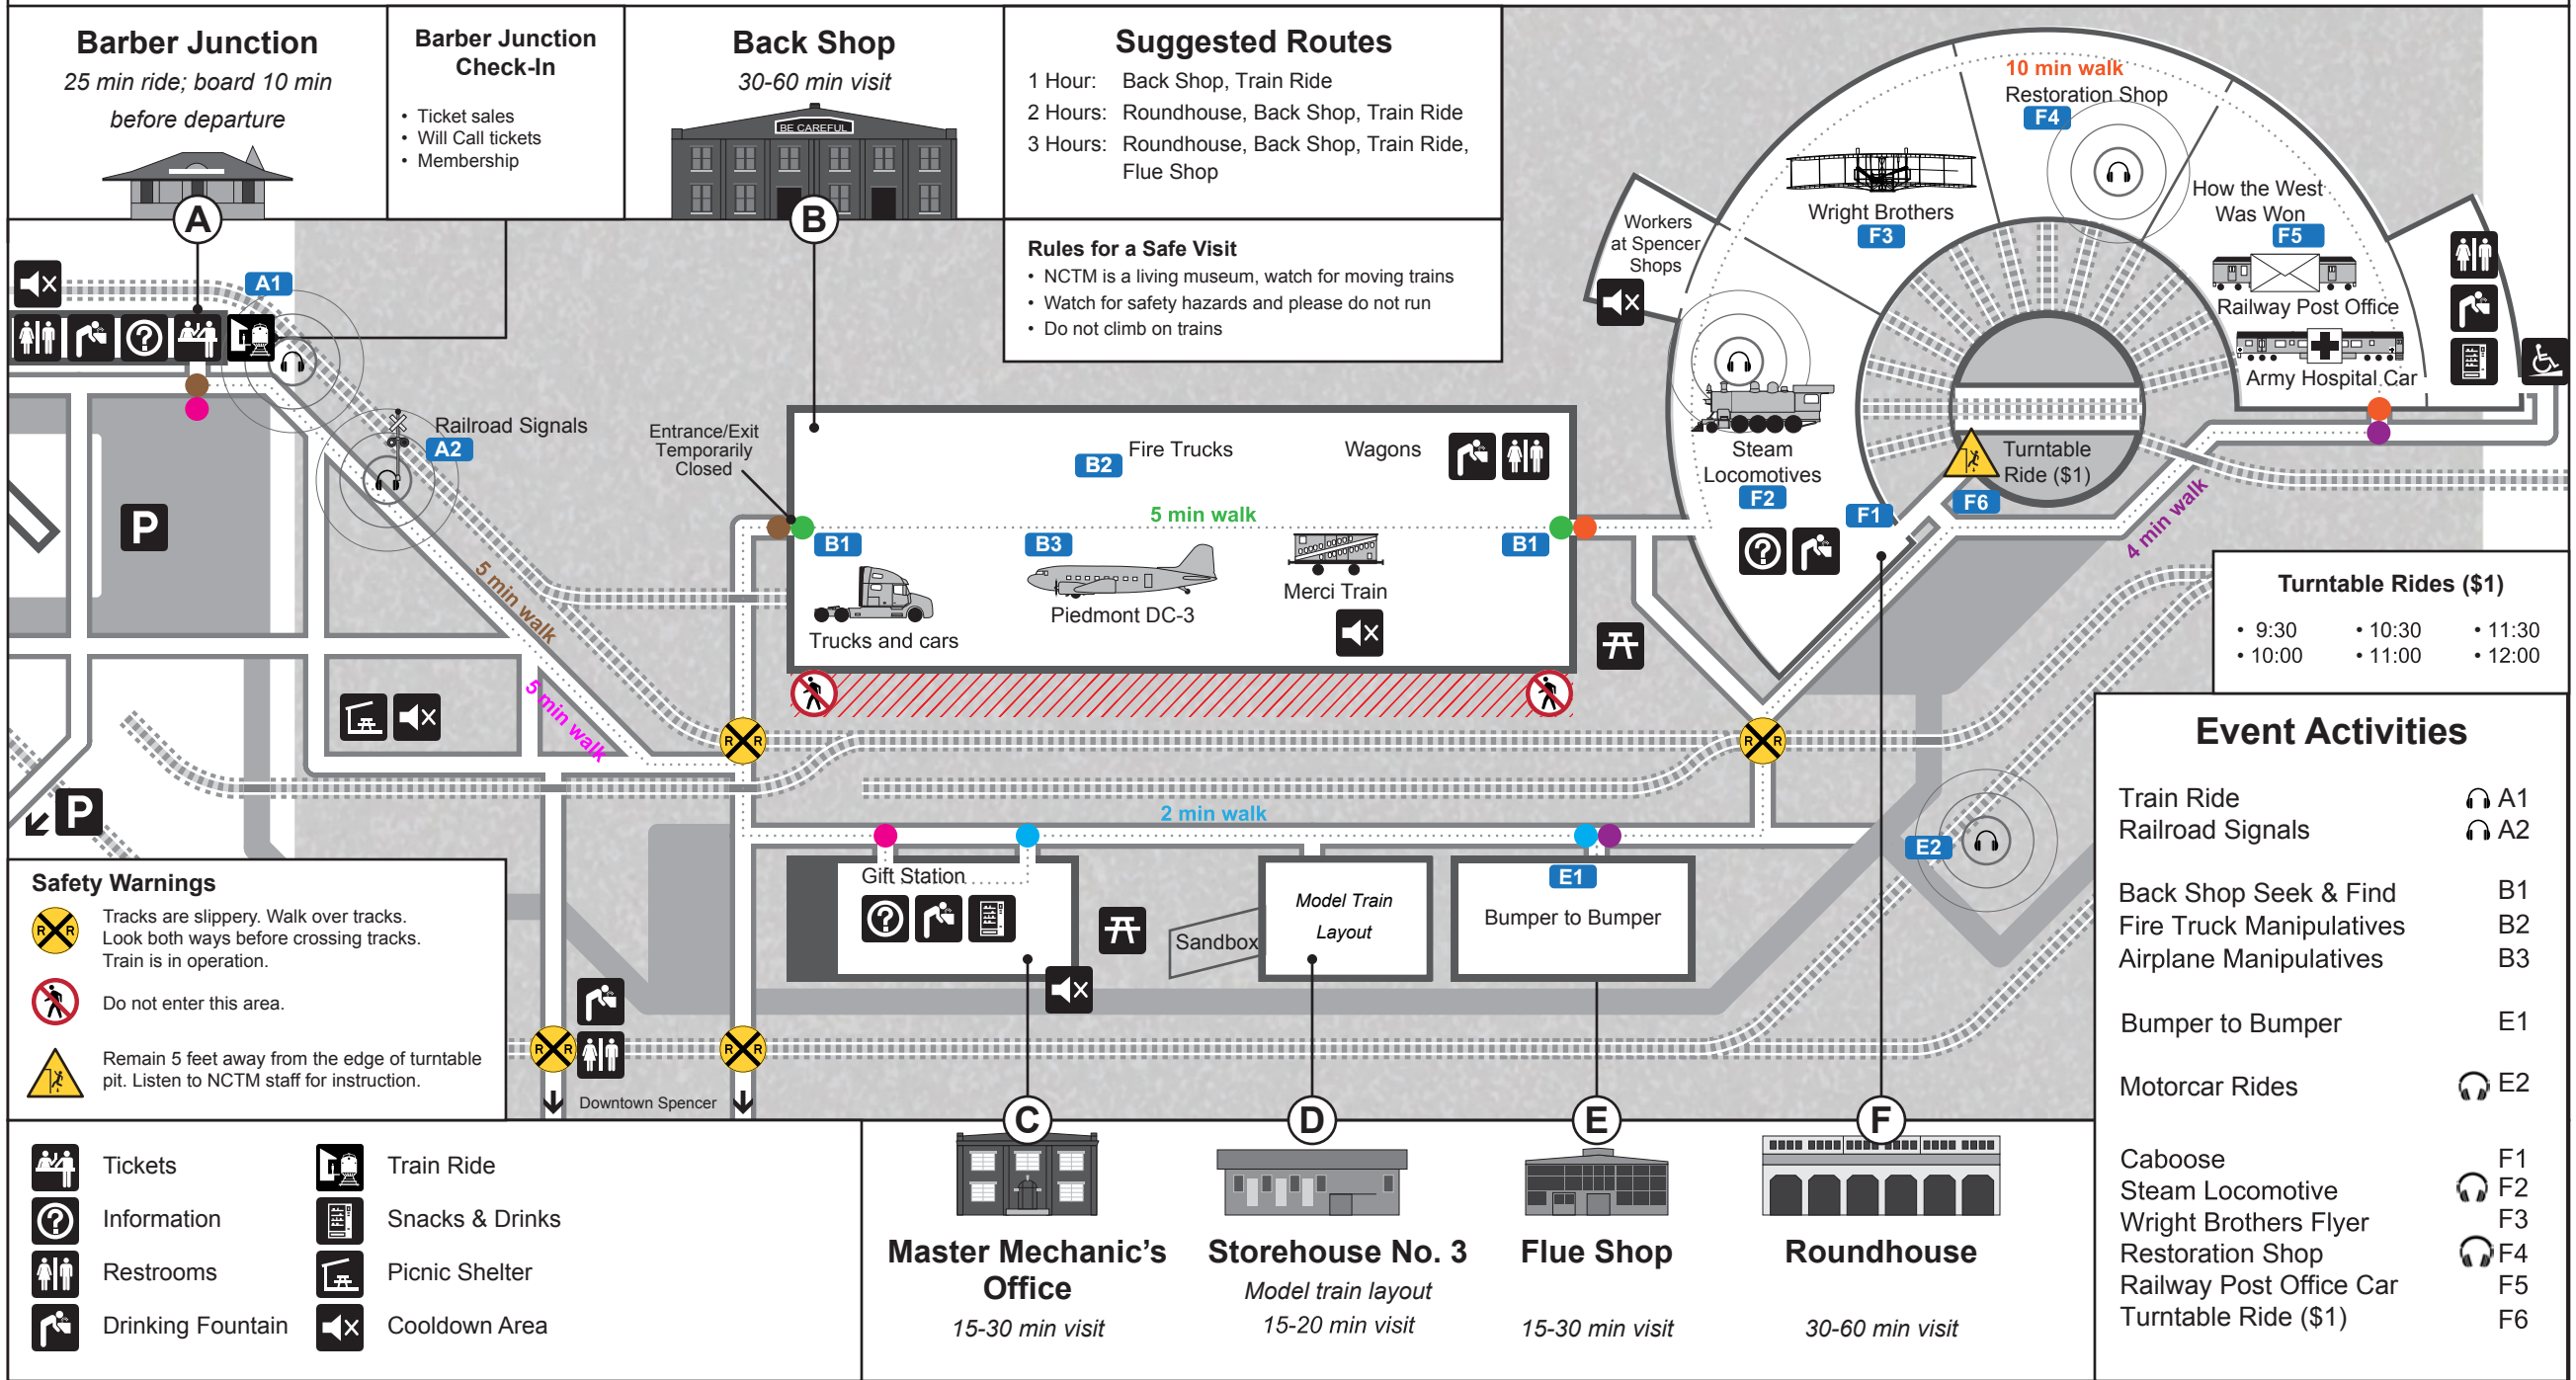 Barber Junction
25 min ride; board 10 min
before departure
Barber Junction
Check-In
• Ticket sales
• Will Call tickets
• Membership
Back Shop
30-60 min visit
BE CAREFUL
Suggested Routes
1 Hour: Back Shop, Train Ride
2 Hours: Roundhouse, Back Shop, Train Ride
3 Hours: Roundhouse, Back Shop, Train Ride,
Flue Shop
Rules for a Safe Visit
• NCTM is a living museum, watch for moving trains
• Watch for safety hazards and please do not run
• Do not climb on trains
A
B
A1
Railroad Signals
A2
P
5 min walk
5 min walk
P
Entrance/Exit
Temporarily
Closed
B2
Fire Trucks
Wagons
5 min walk
B1
B3
B1
Trucks and cars
Piedmont DC-3
Merci Train
10 min walk
Restoration Shop
F4
Wright Brothers
F3
Workers
at Spencer
Shops
How the West
Was Won
F5
Railway Post Office
Army Hospital Car
Steam
Locomotives
F2
F1
F6
Turntable
Ride ($1)
4 min walk
R R
R R
2 min walk
Gift Station
Sandbox
Model Train
Layout
E1
Bumper to Bumper
E2
R R
R R
Downtown Spencer
Turntable Rides ($1)
• 9:30 • 10:30 • 11:30
• 10:00 • 11:00 • 12:00
Event Activities
Train Ride A1
Railroad Signals A2
Back Shop Seek & Find B1
Fire Truck Manipulatives B2
Airplane Manipulatives B3
Bumper to Bumper E1
Motorcar Rides E2
Caboose F1
Steam Locomotive F2
Wright Brothers Flyer F3
Restoration Shop F4
Railway Post Office Car F5
Turntable Ride ($1) F6
Safety Warnings
R R
Tracks are slippery. Walk over tracks.
Look both ways before crossing tracks.
Train is in operation.
Do not enter this area.
Remain 5 feet away from the edge of turntable
pit. Listen to NCTM staff for instruction.
Tickets
Train Ride
Information
Snacks & Drinks
Restrooms
Picnic Shelter
Drinking Fountain
Cooldown Area
C
Master Mechanic's
Office
15-30 min visit
D
Storehouse No. 3
Model train layout
15-20 min visit
E
Flue Shop
15-30 min visit
F
Roundhouse
30-60 min visit